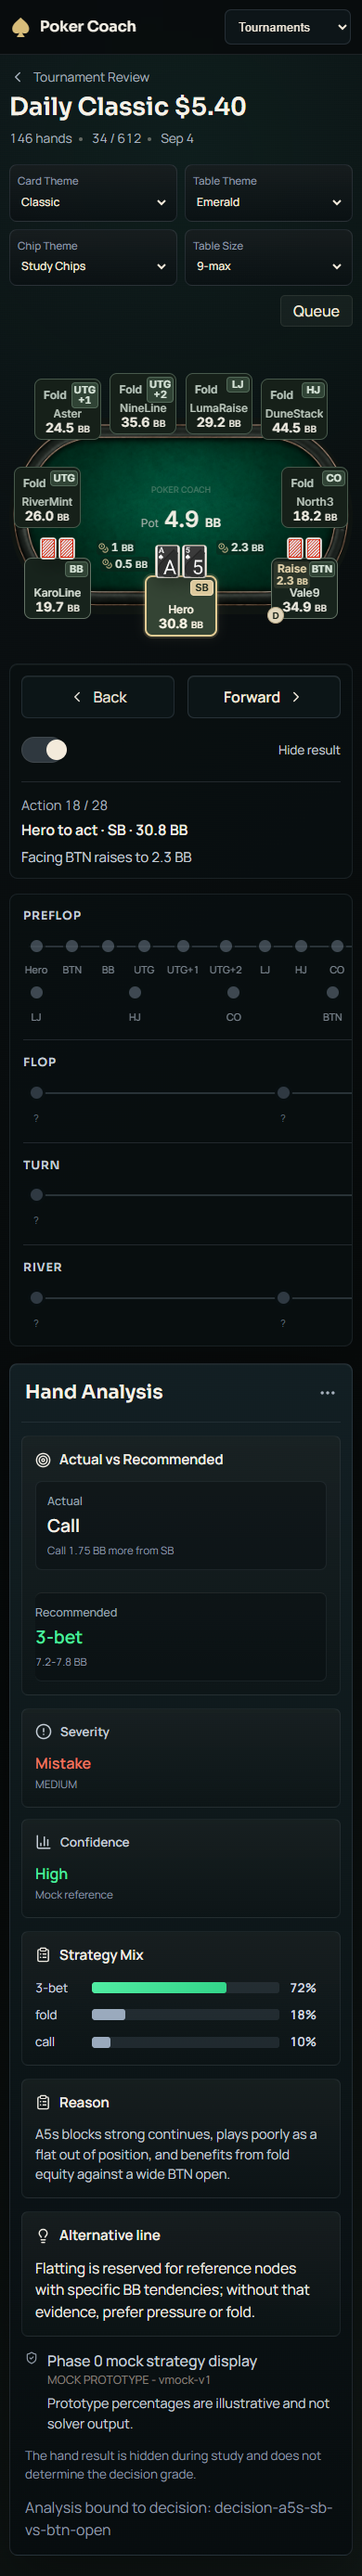 Poker Coach
Tournaments
Tournament Review
Daily Classic $5.40
146 hands • 34 / 612 • Sep 4
Card Theme
Classic
Table Theme
Emerald
Chip Theme
Study Chips
Table Size
9-max
Queue
Fold UTG +1
Aster
24.5 BB
Fold UTG +2
NineLine
35.6 BB
Fold LJ
LumaRaise
29.2 BB
Fold HJ
DuneStack
44.5 BB
Fold UTG
RiverMint
26.0 BB
Fold CO
North3
18.2 BB
POKER COACH
Pot 4.9 BB
1 BB
0.5 BB
2.3 BB
A A
5 5
BB
KaroLine
19.7 BB
SB
Hero
30.8 BB
Raise BTN
2.3 BB
Vale9
34.9 BB
D
Back
Forward
Hide result
Action 18 / 28
Hero to act · SB · 30.8 BB
Facing BTN raises to 2.3 BB
PREFLOP
Hero BTN BB UTG UTG+1 UTG+2 LJ HJ CO
LJ HJ CO BTN
FLOP
? ?
TURN
?
RIVER
? ?
Hand Analysis
Actual vs Recommended
Actual
Call
Call 1.75 BB more from SB
Recommended
3-bet
7.2-7.8 BB
Severity
Mistake
MEDIUM
Confidence
High
Mock reference
Strategy Mix
3-bet 72%
fold 18%
call 10%
Reason
A5s blocks strong continues, plays poorly as a
flat out of position, and benefits from fold
equity against a wide BTN open.
Alternative line
Flatting is reserved for reference nodes
with specific BB tendencies; without that
evidence, prefer pressure or fold.
Phase 0 mock strategy display
MOCK PROTOTYPE - vmock-v1
Prototype percentages are illustrative and not
solver output.
The hand result is hidden during study and does not
determine the decision grade.
Analysis bound to decision: decision-a5s-sb-
vs-btn-open